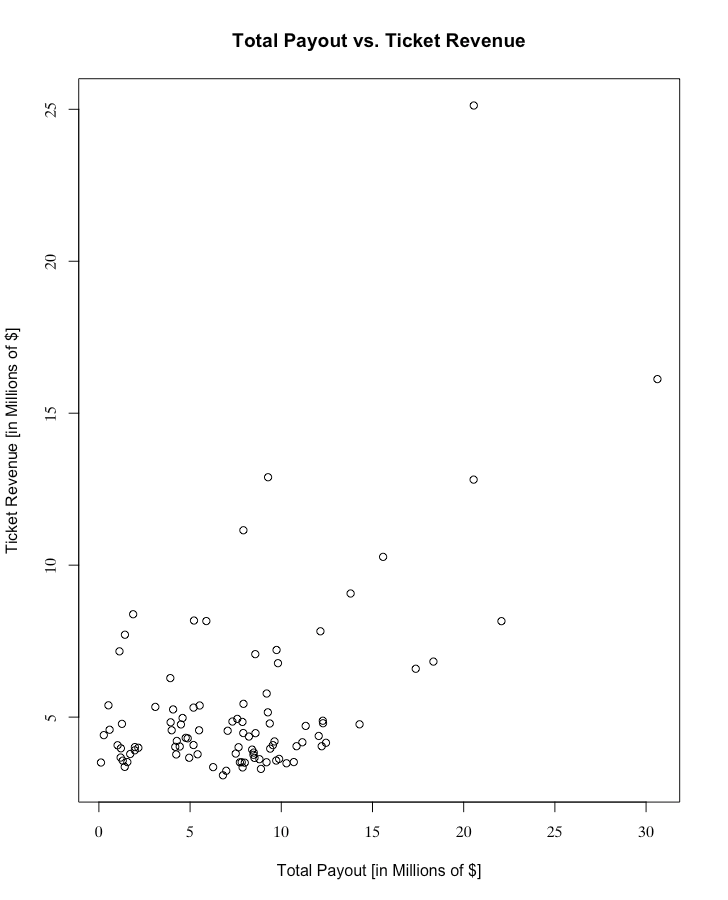 Total Payout vs. Ticket Revenue
25
20
15
10
5
Ticket Revenue [in Millions of $]
0 5 10 15 20 25 30
Total Payout [in Millions of $]